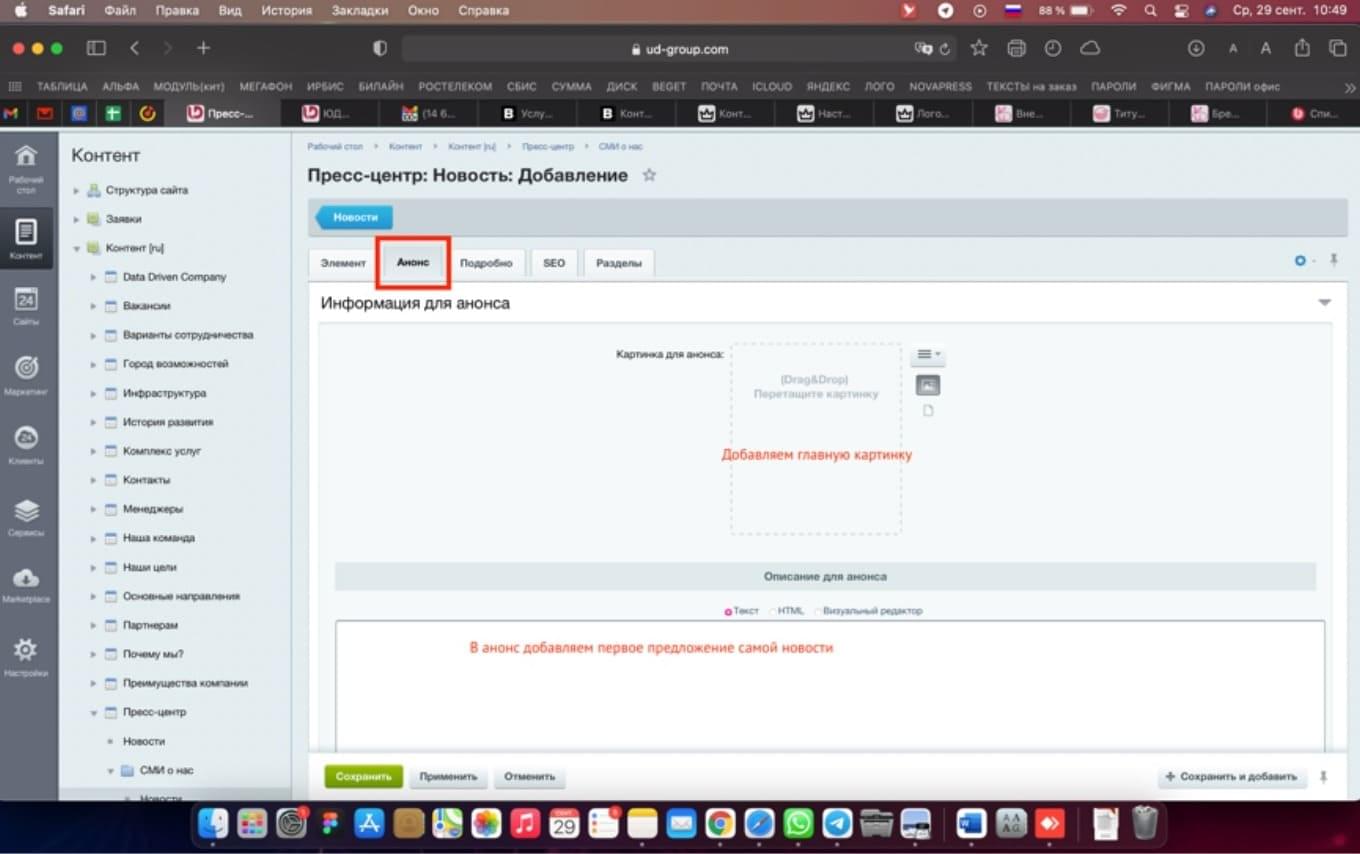 Safari Файл Правка Вид История Закладки Окно Справка 88 % Ср, 29 сент. 10:49
ud-group.com A A
ТАБЛИЦА АЛЬФА МОДУЛЬ(кит) МЕГАФОН ИРБИС БИЛАЙН РОСТЕЛЕКОМ СБИС СУММА ДИСК BEGET ПОЧТА ICLOUD ЯНДЕКС ЛОГО NOVAPRESS ТЕКСТЫ на заказ ПАРОЛИ ФИГМА ПАРОЛИ офис
Пресс-... ЮД... (14 6... Услу... Конт... Конт... Наст... Лого... Вне... Титу... Бре... Спи...
Рабочий стол
Контент
24
Сайты
Маркетинг
Клиенты
Сервисы
Marketplace
Настройки
Контент
Структура сайта
Заявки
Контент [ru]
Data Driven Company
Вакансии
Варианты сотрудничества
Город возможностей
Инфраструктура
История развития
Комплекс услуг
Контакты
Менеджеры
Наша команда
Наши цели
Основные направления
Партнерам
Почему мы?
Преимущества компании
Пресс-центр
Новости
СМИ о нас
Новости
Рабочий стол Контент Контент [ru] Пресс-центр СМИ о нас
Пресс-центр: Новость: Добавление
Новости
Элемент Анонс Подробно SEO Разделы
Информация для анонса
Картинка для анонса:
(Drag&Drop)
Перетащите картинку
Добавляем главную картинку
Описание для анонса
Текст HTML Визуальный редактор
В анонс добавляем первое предложение самой новости
Сохранить Применить Отменить + Сохранить и добавить
29